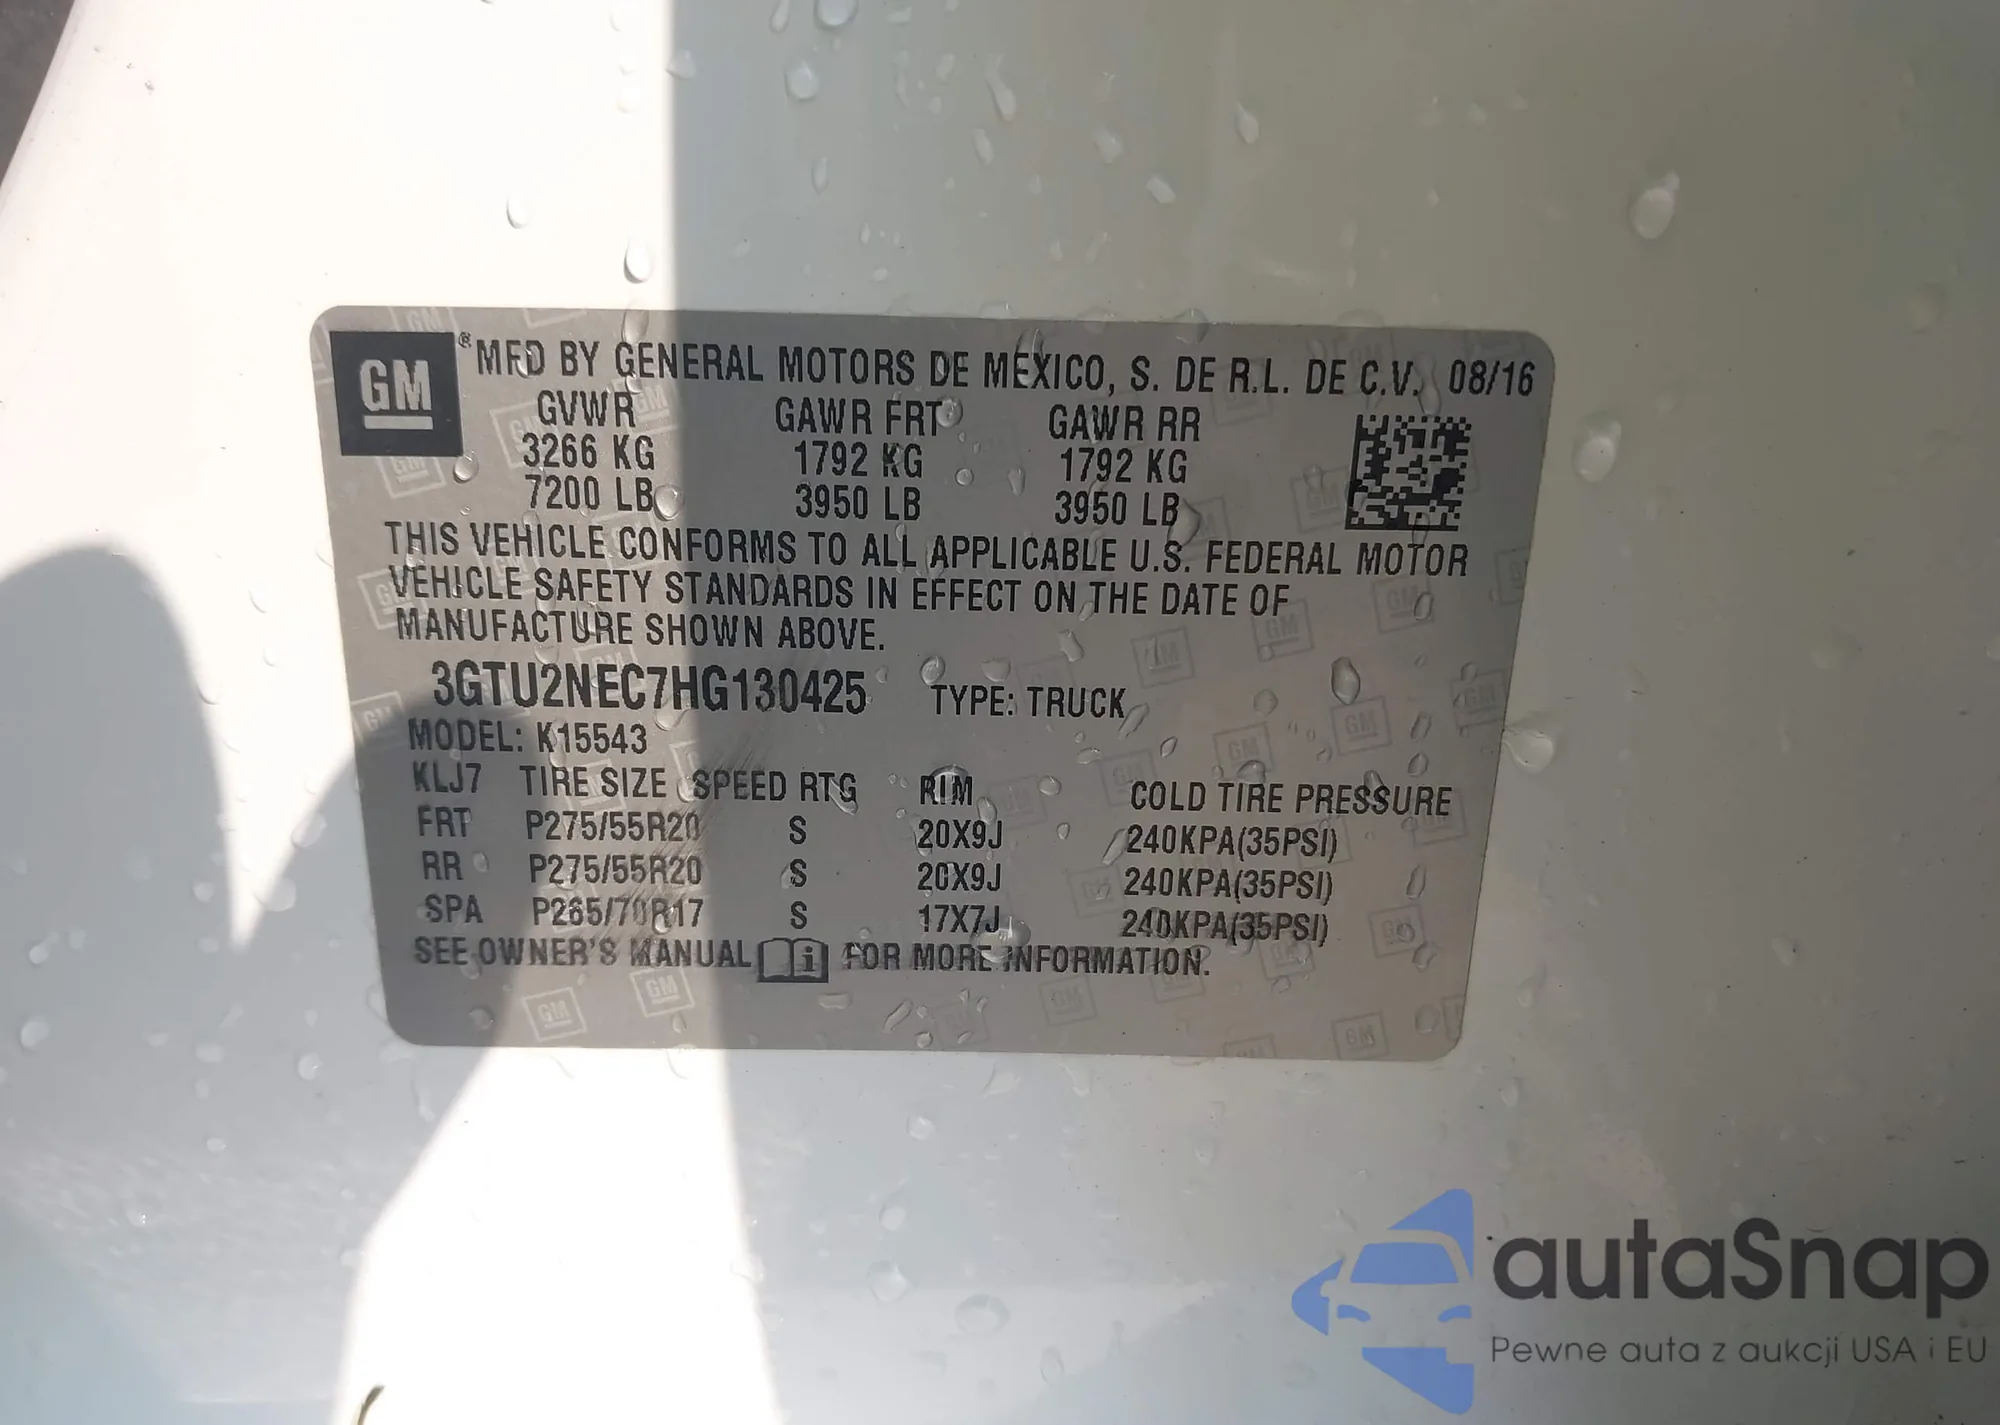 GM ® MFD BY GENERAL MOTORS DE MEXICO, S. DE R.L. DE C.V. 08/16
GVWR GAWR FRT GAWR RR
3266 KG 1792 KG 1792 KG
7200 LB 3950 LB 3950 LB
THIS VEHICLE CONFORMS TO ALL APPLICABLE U.S. FEDERAL MOTOR
VEHICLE SAFETY STANDARDS IN EFFECT ON THE DATE OF
MANUFACTURE SHOWN ABOVE.
3GTU2NEC7HG130425 TYPE: TRUCK
MODEL: K15543
KLJ7 TIRE SIZE SPEED RTG RIM COLD TIRE PRESSURE
FRT P275/55R20 S 20X9J 240KPA(35PSI)
RR P275/55R20 S 20X9J 240KPA(35PSI)
SPA P265/70R17 S 17X7J 240KPA(35PSI)
SEE OWNER'S MANUAL i FOR MORE INFORMATION.
autaSnap
Pewne auta z aukcji USA i EU